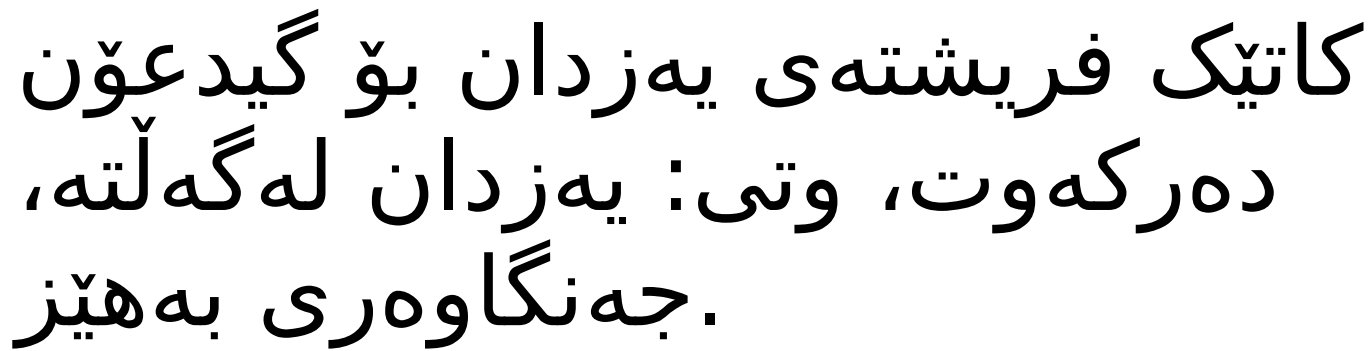 کاتێک فریشتەی یەزدان بۆ گیدعۆن
دەرکەوت، وتی: یەزدان لەگەڵتە،
جەنگاوەری بەهێز.